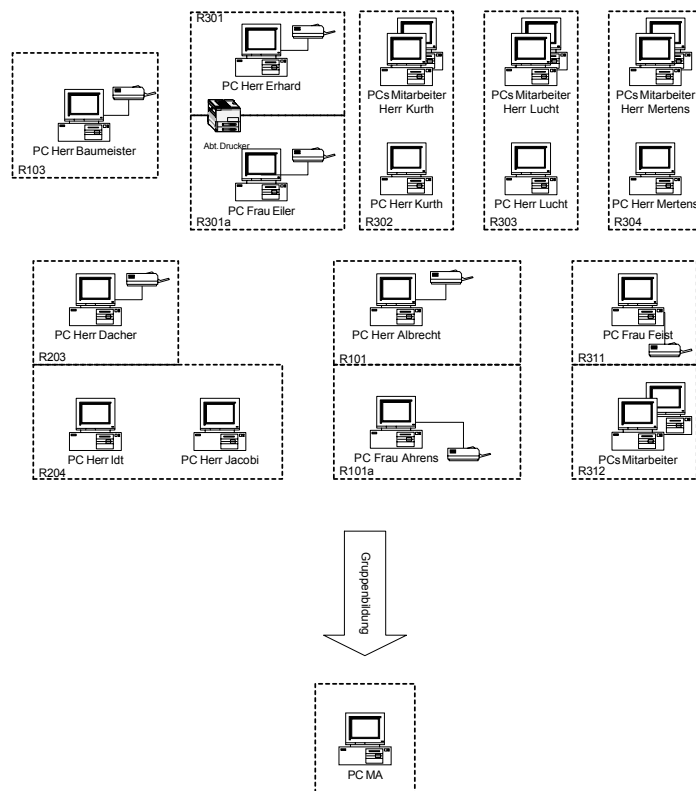 R301
PC Herr Erhard
Abt. Drucker
PC Frau Eiler
R301a
PC Herr Baumeister
R103
PCs Mitarbeiter
Herr Kurth
PC Herr Kurth
R302
PCs Mitarbeiter
Herr Lucht
PC Herr Lucht
R303
PCs Mitarbeiter
Herr Mertens
PC Herr Mertens
R304
PC Herr Dacher
R203
PC Herr Idt
PC Herr Jacobi
R204
PC Herr Albrecht
R101
PC Frau Ahrens
R101a
PC Frau Feist
R311
PCs Mitarbeiter
R312
Gruppenbildung
PC MA